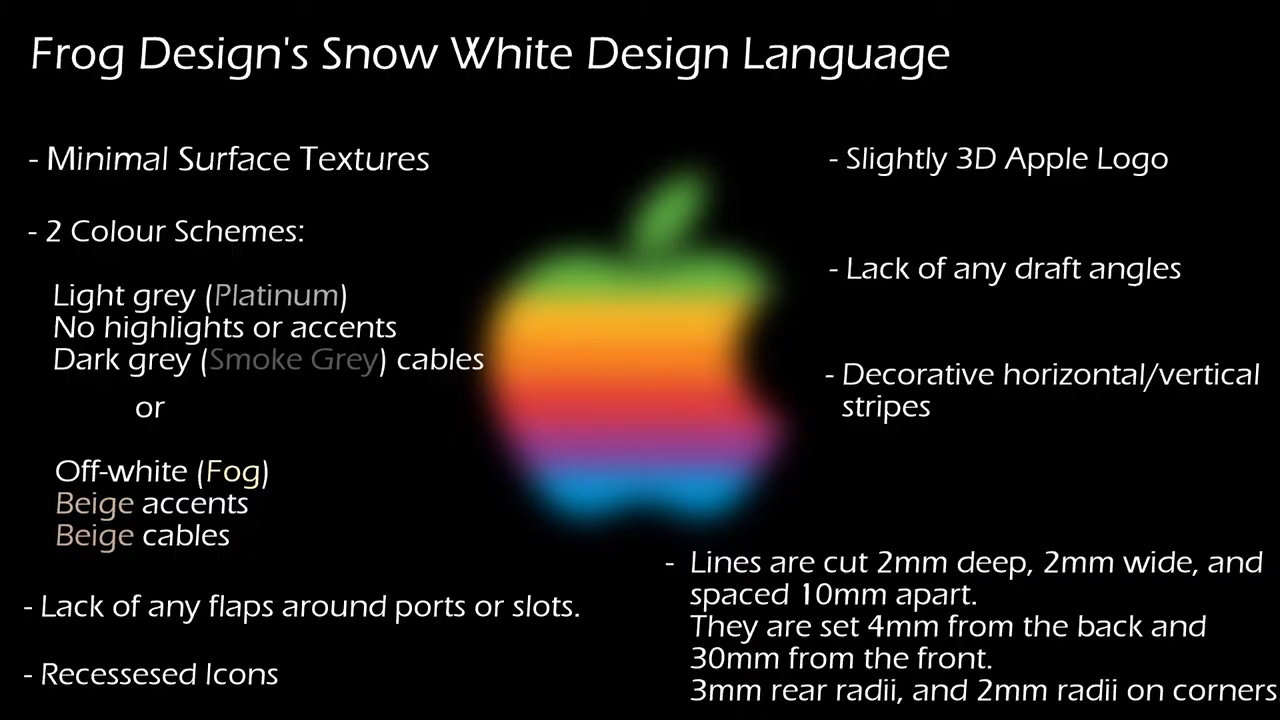 Frog Design's Snow White Design Language
- Minimal Surface Textures
- 2 Colour Schemes:
Light grey (Platinum)
No highlights or accents
Dark grey (Smoke Grey) cables
or
Off-white (Fog)
Beige accents
Beige cables
- Lack of any flaps around ports or slots.
- Recessesed Icons
- Slightly 3D Apple Logo
- Lack of any draft angles
- Decorative horizontal/vertical
stripes
- Lines are cut 2mm deep, 2mm wide, and
spaced 10mm apart.
They are set 4mm from the back and
30mm from the front.
3mm rear radii, and 2mm radii on corners